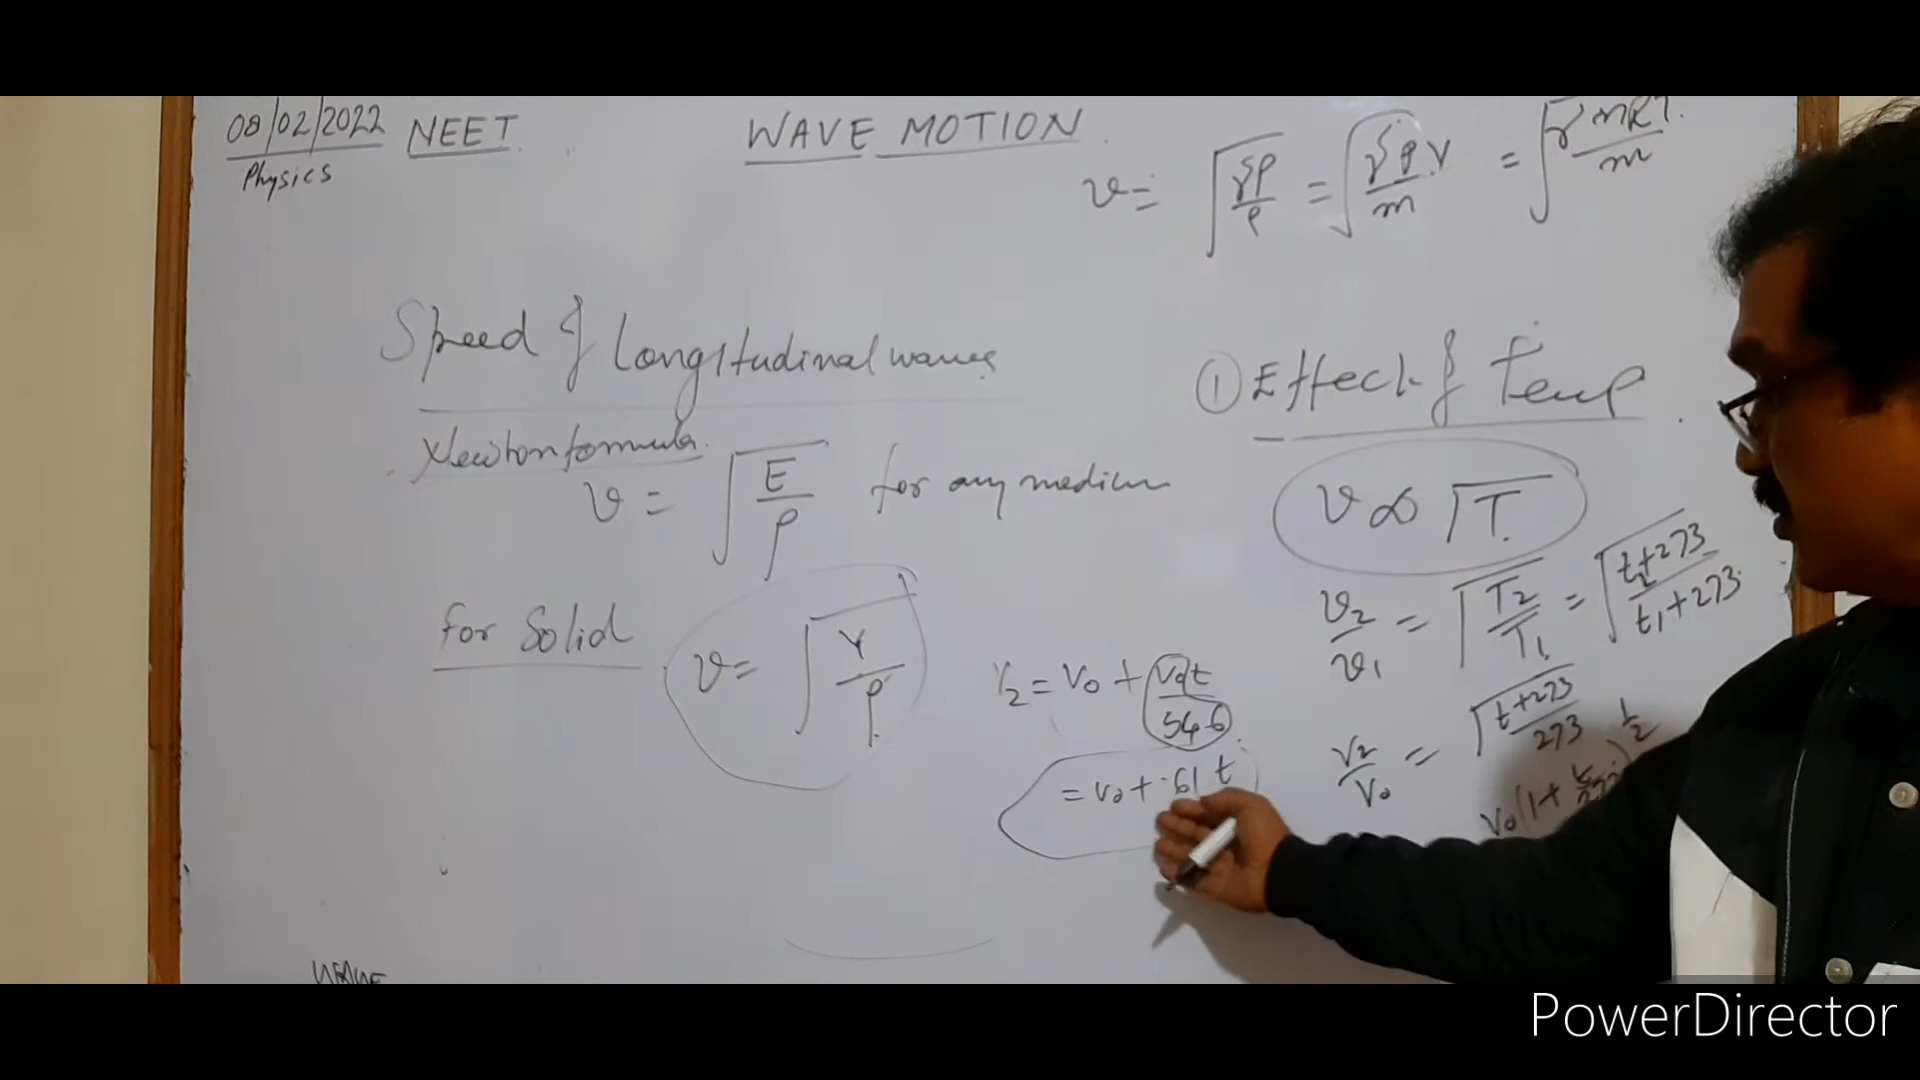 08/02/2022 NEET.
Physics
WAVE MOTION
v = √(γP/ρ) = √(γPV/m) = √(γnRT/m)
Speed of Longitudinal waves
Newton formula.
v = √(E/ρ) for any medium
for Solid
v = √(Y/ρ)
V2 = V0 + V0t/546
= V0 + .61 t
① Effect of Temp
v ∝ √T
v2/v1 = √(T2/T1) = √((t2+273)/(t1+273))
V2/V0 = √((t+273)/273)
PowerDirector